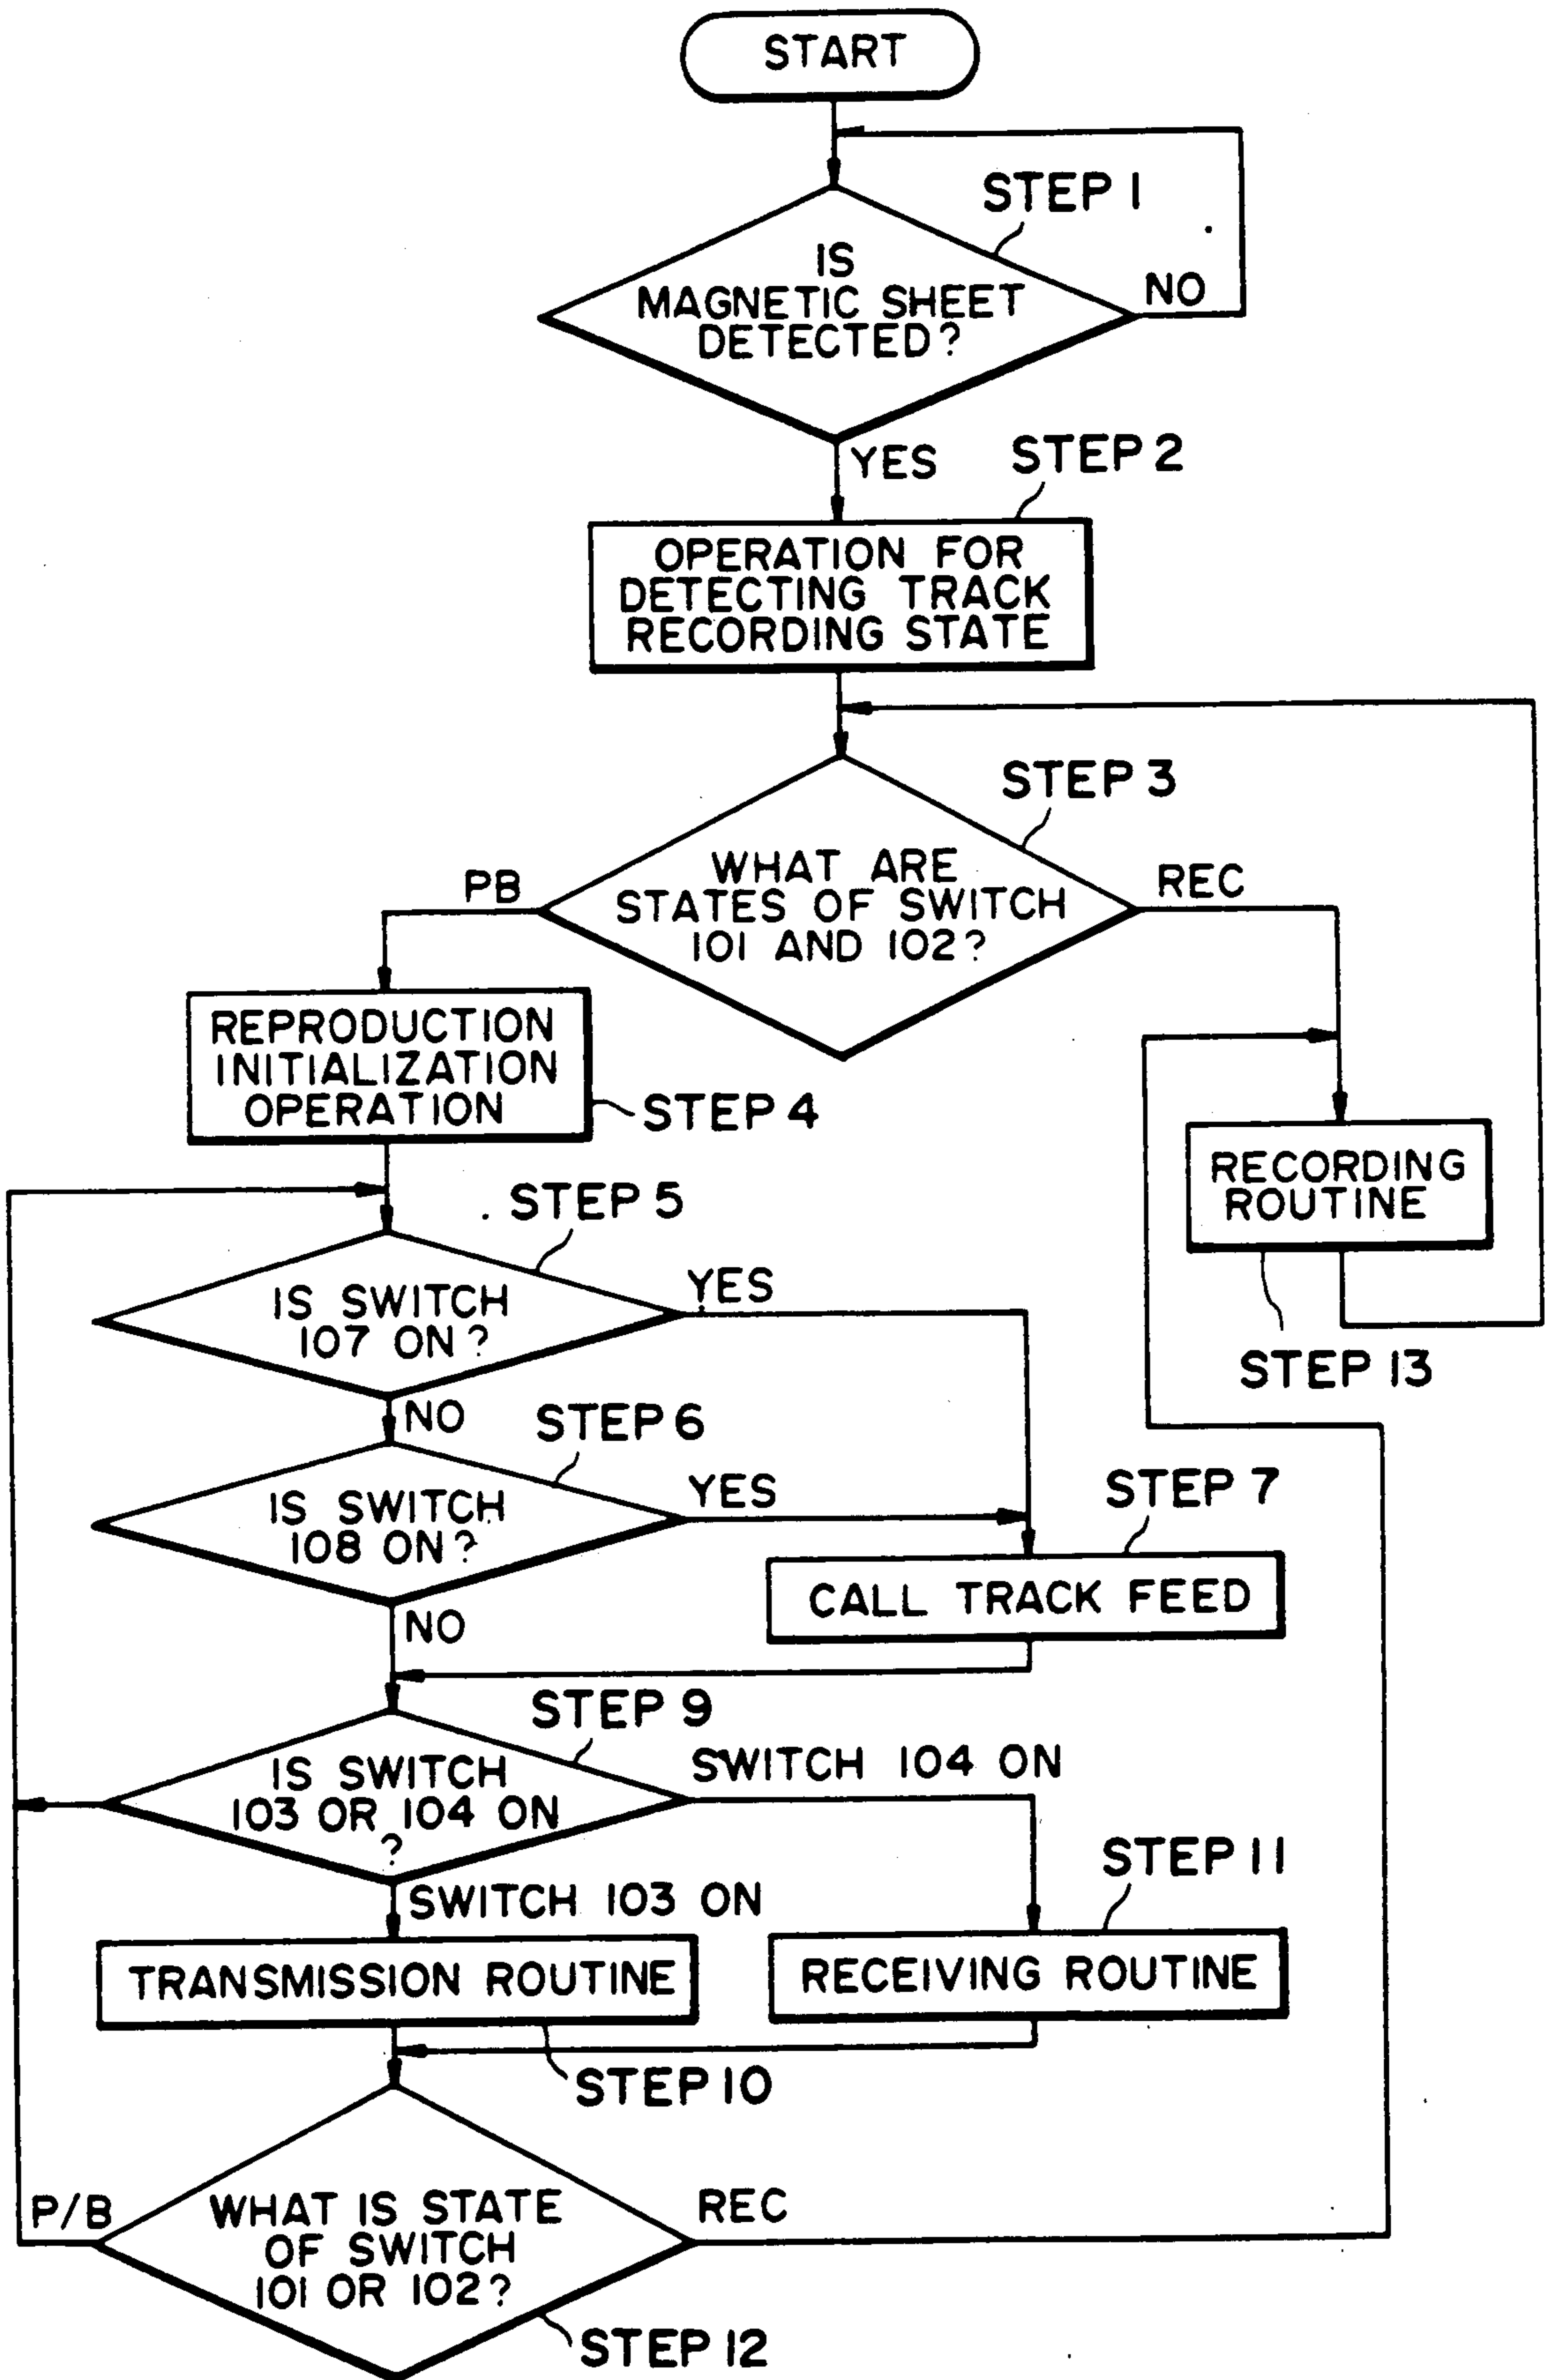 START
STEP 1
IS
MAGNETIC SHEET
DETECTED?
NO
YES
STEP 2
OPERATION FOR
DETECTING TRACK
RECORDING STATE
STEP 3
WHAT ARE
STATES OF SWITCH
101 AND 102?
PB
REC
REPRODUCTION
INITIALIZATION
OPERATION
STEP 4
RECORDING
ROUTINE
STEP 13
STEP 5
IS SWITCH
107 ON?
YES
NO
STEP 6
IS SWITCH
108 ON?
YES
NO
STEP 7
CALL TRACK FEED
STEP 9
IS SWITCH
103 OR 104 ON
?
SWITCH 104 ON
SWITCH 103 ON
STEP 11
TRANSMISSION ROUTINE
RECEIVING ROUTINE
STEP 10
P/B
WHAT IS STATE
OF SWITCH
101 OR 102?
REC
STEP 12